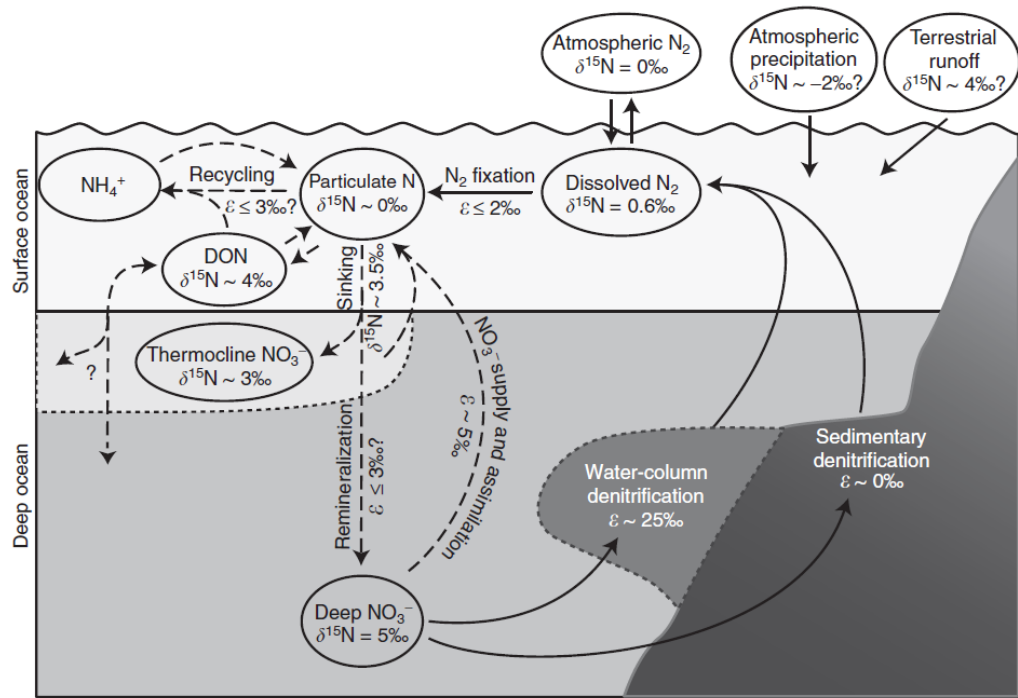 Atmospheric N₂
δ¹⁵N = 0‰
Atmospheric
precipitation
δ¹⁵N ~ −2‰?
Terrestrial
runoff
δ¹⁵N ~ 4‰?
Surface ocean
NH₄⁺
Recycling
ε ≤ 3‰?
Particulate N
δ¹⁵N ~ 0‰
N₂ fixation
ε ≤ 2‰
Dissolved N₂
δ¹⁵N = 0.6‰
DON
δ¹⁵N ~ 4‰
Sinking
δ¹⁵N ~ 3.5‰
?
Thermocline NO₃⁻
δ¹⁵N ~ 3‰
Deep ocean
Remineralization
ε ≤ 3‰?
NO₃⁻ supply and assimilation
ε ~ 5‰
Water-column
denitrification
ε ~ 25‰
Sedimentary
denitrification
ε ~ 0‰
Deep NO₃⁻
δ¹⁵N = 5‰